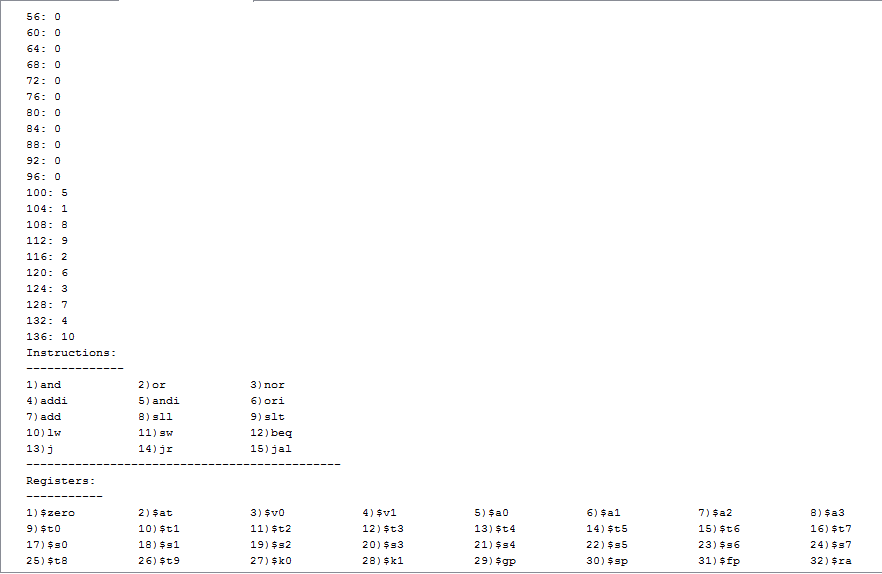 56: 0
60: 0
64: 0
68: 0
72: 0
76: 0
80: 0
84: 0
88: 0
92: 0
96: 0
100: 5
104: 1
108: 8
112: 9
116: 2
120: 6
124: 3
128: 7
132: 4
136: 10
Instructions:
--------------
1)and 2)or 3)nor
4)addi 5)andi 6)ori
7)add 8)sll 9)slt
10)lw 11)sw 12)beq
13)j 14)jr 15)jal
---------------------------------------------
Registers:
-----------
1)$zero 2)$at 3)$v0 4)$v1 5)$a0 6)$a1 7)$a2 8)$a3
9)$t0 10)$t1 11)$t2 12)$t3 13)$t4 14)$t5 15)$t6 16)$t7
17)$s0 18)$s1 19)$s2 20)$s3 21)$s4 22)$s5 23)$s6 24)$s7
25)$t8 26)$t9 27)$k0 28)$k1 29)$gp 30)$sp 31)$fp 32)$ra